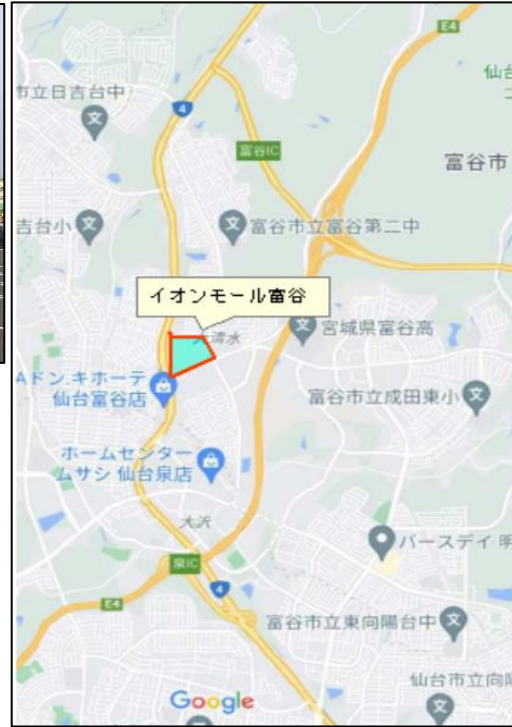 E4
市立日吉台中
4
仙台
富谷IC
富谷市
吉台小
富谷市立富谷第二中
イオンモール富谷
大清水
宮城県富谷高
Aドン.キホーテ
仙台富谷店
富谷市立成田東小
ホームセンター
ムサシ 仙台泉店
大沢
バースデイ 明
泉IC
4
E4
富谷市立東向陽台中
仙台市立向陽
Google